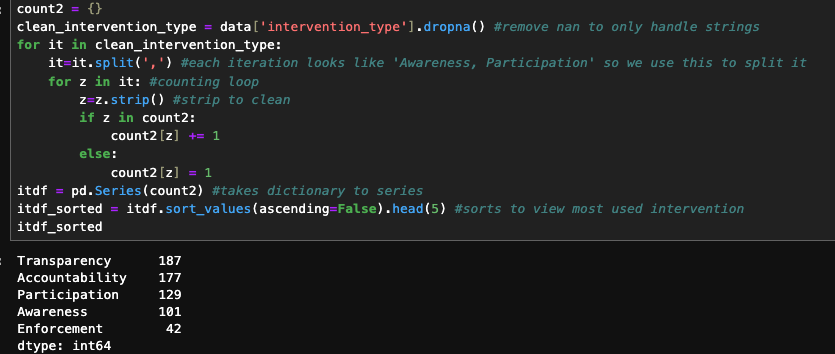 count2 = {}
clean_intervention_type = data['intervention_type'].dropna() #remove nan to only handle strings
for it in clean_intervention_type:
    it=it.split(',') #each iteration looks like 'Awareness, Participation' so we use this to split it
    for z in it: #counting loop
        z=z.strip() #strip to clean
        if z in count2:
            count2[z] += 1
        else:
            count2[z] = 1
itdf = pd.Series(count2) #takes dictionary to series
itdf_sorted = itdf.sort_values(ascending=False).head(5) #sorts to view most used intervention
itdf_sorted
Transparency      187
Accountability    177
Participation     129
Awareness         101
Enforcement        42
dtype: int64